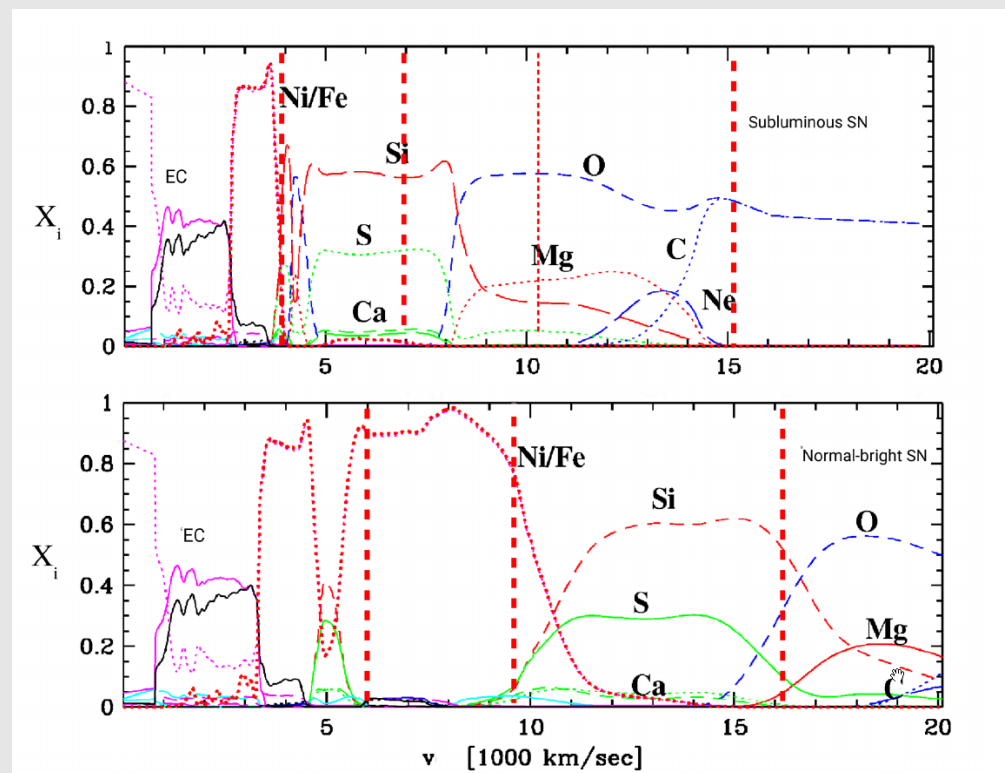 1
Ni/Fe
0.8
Subluminous SN
EC
Si
O
0.6
X_i
0.4
S
C
Mg
0.2
Ca
Ne
0
5
10
15
20
1
0.8
Ni/Fe
Normal-bright SN
Si
O
0.6
EC
X_i
0.4
S
Mg
0.2
Ca
C
0
5
10
15
20
v [1000 km/sec]